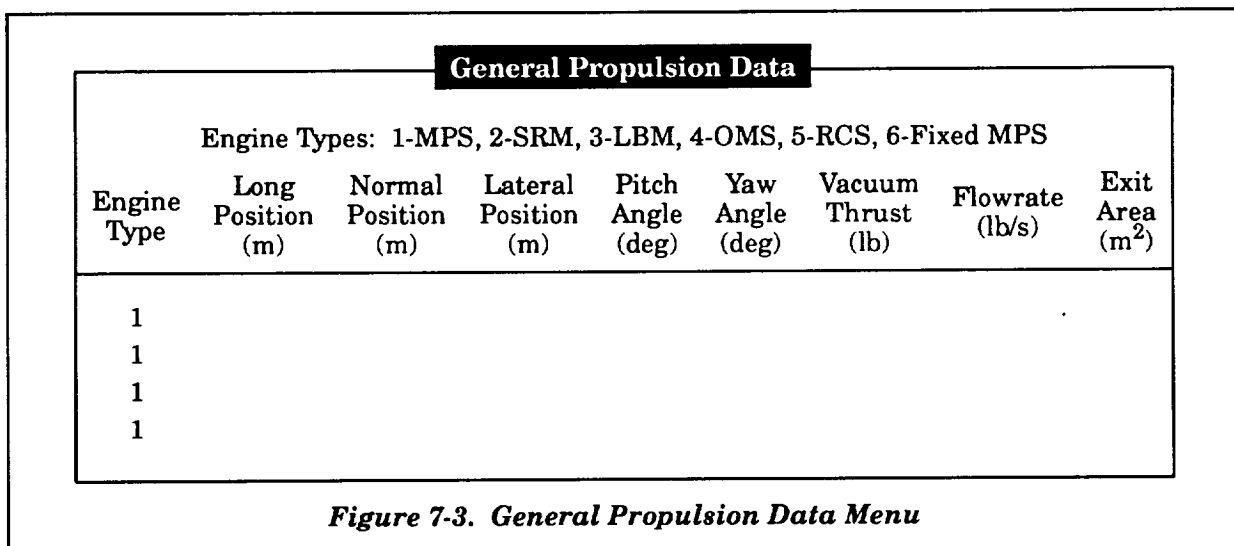 General Propulsion Data
Engine Types: 1-MPS, 2-SRM, 3-LBM, 4-OMS, 5-RCS, 6-Fixed MPS
Engine Type Long Position (m) Normal Position (m) Lateral Position (m) Pitch Angle (deg) Yaw Angle (deg) Vacuum Thrust (lb) Flowrate (lb/s) Exit Area (m²)
1
1
1
1
Figure 7-3. General Propulsion Data Menu